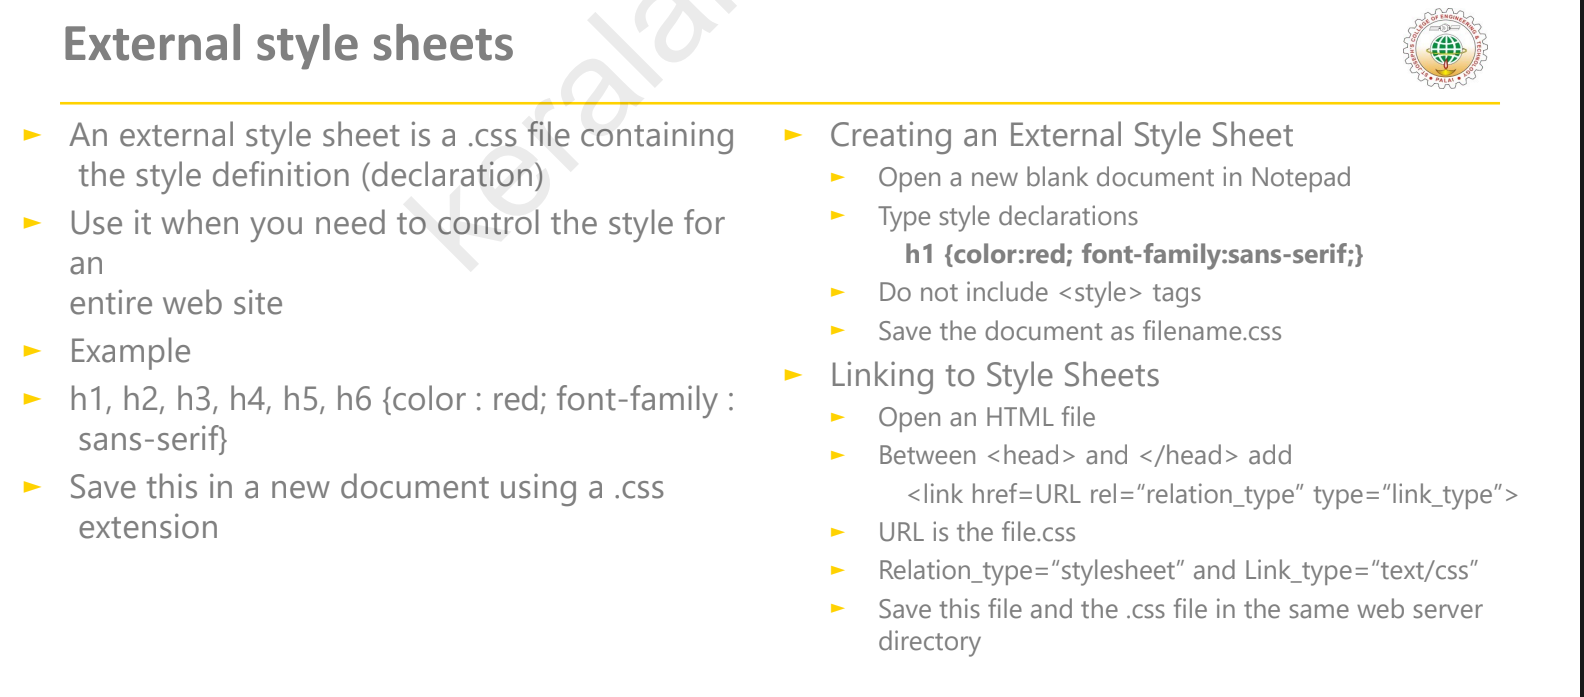 External style sheets
► An external style sheet is a .css file containing
the style definition (declaration)
► Use it when you need to control the style for
an
entire web site
► Example
► h1, h2, h3, h4, h5, h6 {color : red; font-family :
sans-serif}
► Save this in a new document using a .css
extension
► Creating an External Style Sheet
► Open a new blank document in Notepad
► Type style declarations
h1 {color:red; font-family:sans-serif;}
► Do not include <style> tags
► Save the document as filename.css
► Linking to Style Sheets
► Open an HTML file
► Between <head> and </head> add
<link href=URL rel=“relation_type” type=“link_type”>
► URL is the file.css
► Relation_type=“stylesheet” and Link_type=“text/css”
► Save this file and the .css file in the same web server
directory
ST.JOSEPH'S COLLEGE OF ENGINEERING & TECHNOLOGY
PALAI